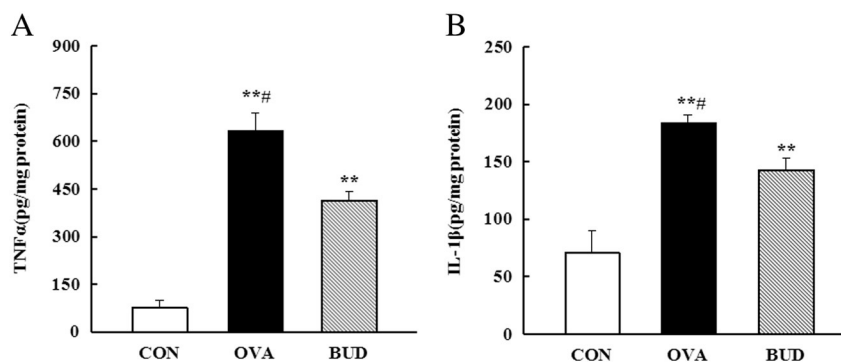 A
TNFα(pg/mg protein)
900
750
600
450
300
150
0
**#
**
CON OVA BUD
B
IL-1β(pg/mg protein)
250
200
150
100
50
0
**#
**
CON OVA BUD